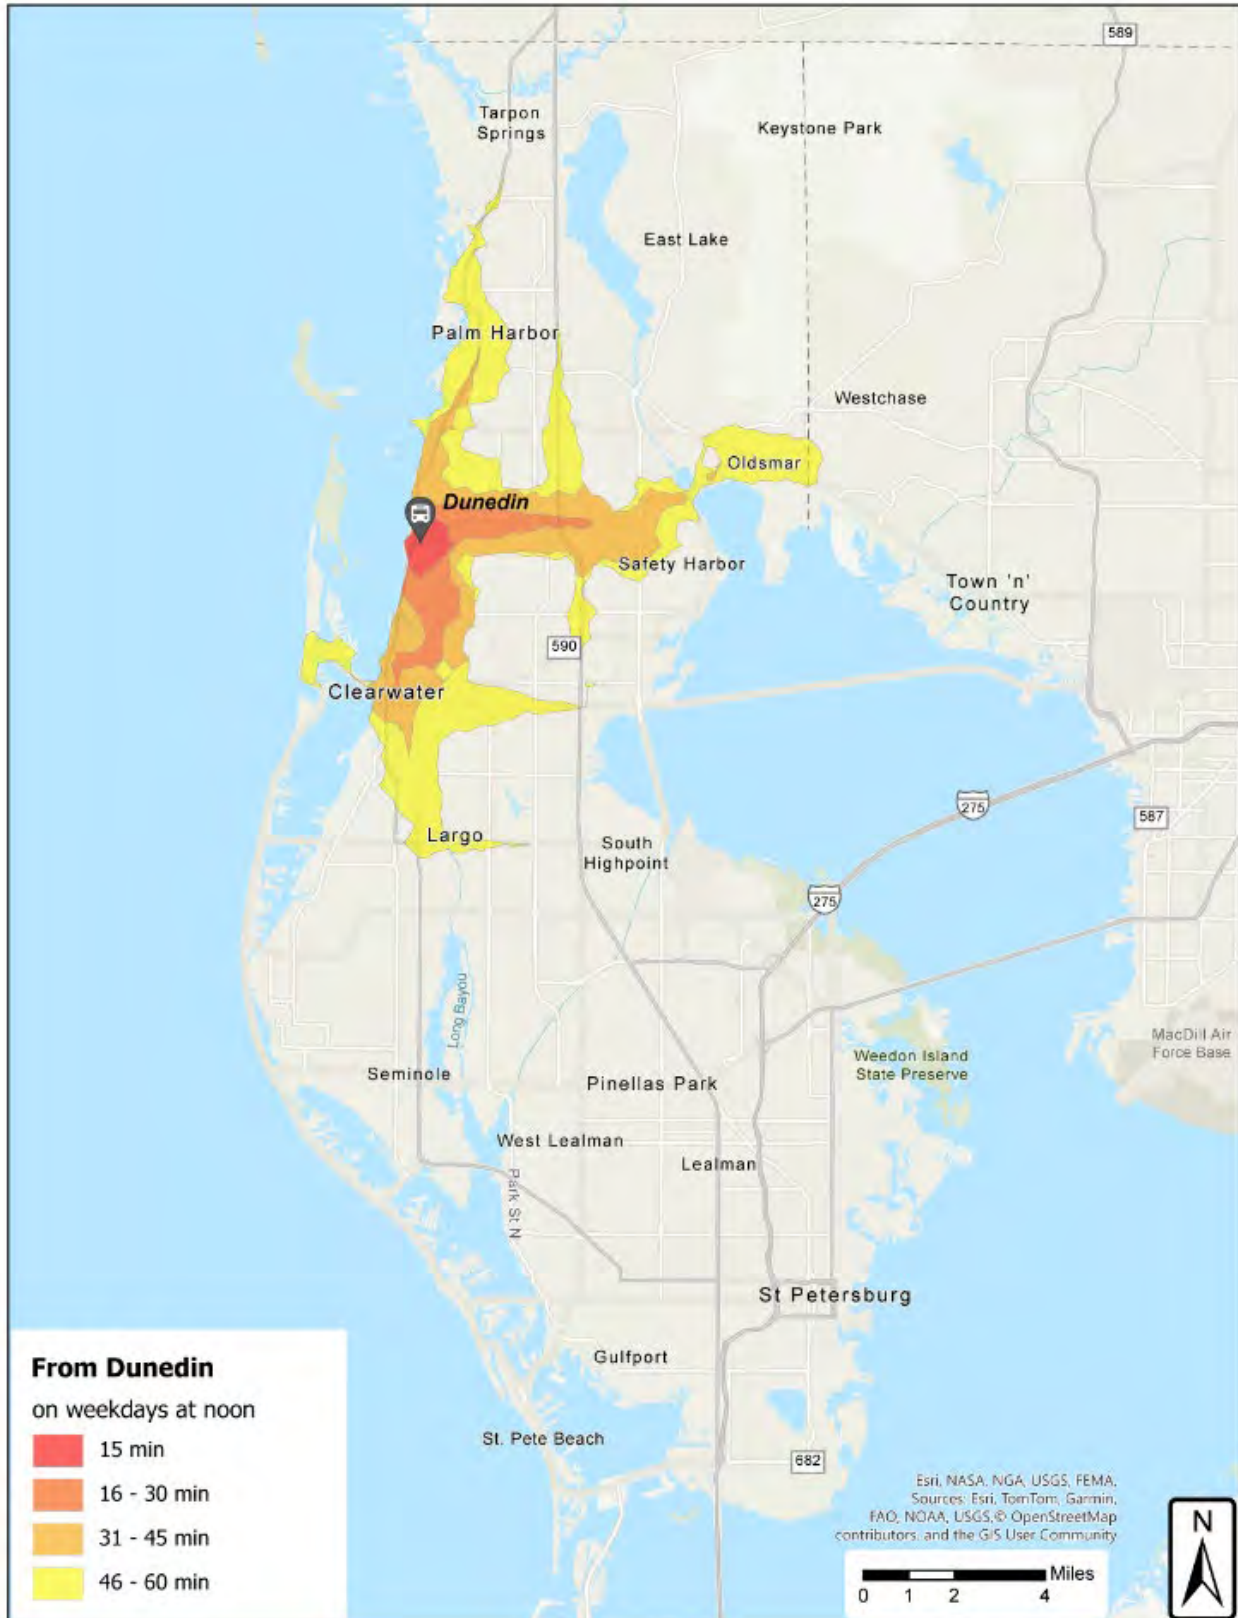 589
Tarpon
Springs
Keystone Park
East Lake
Palm Harbor
Westchase
Oldsmar
Dunedin
Safety Harbor
Town 'n'
Country
590
Clearwater
275
587
Largo
South
Highpoint
275
Long Bayou
MacDill Air
Force Base
Weedon Island
State Preserve
Seminole
Pinellas Park
West Lealman
Lealman
Park St N
St Petersburg
Gulfport
St. Pete Beach
682
From Dunedin
on weekdays at noon
15 min
16 - 30 min
31 - 45 min
46 - 60 min
Esri, NASA, NGA, USGS, FEMA,
Sources: Esri, TomTom, Garmin,
FAO, NOAA, USGS,© OpenStreetMap
contributors, and the GIS User Community
Miles
0 1 2 4
N